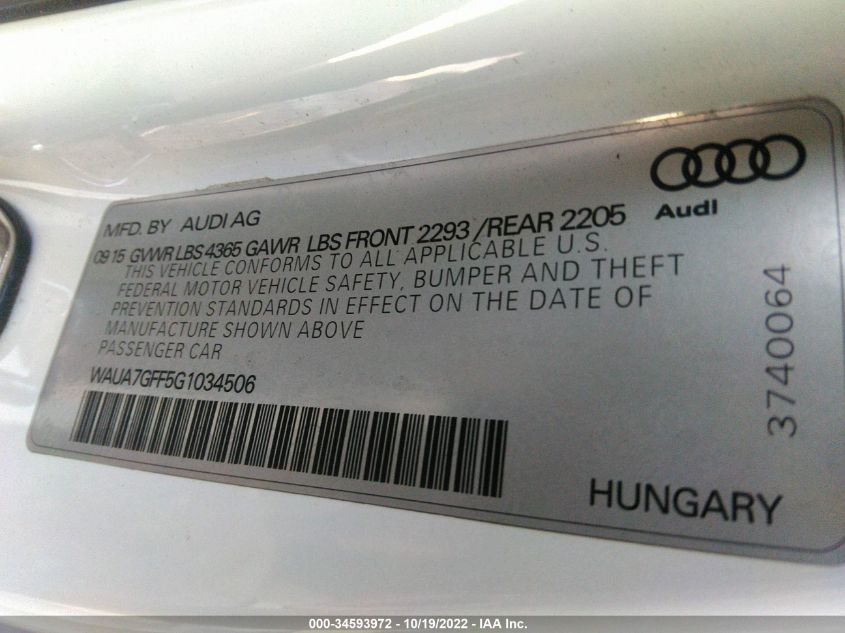 Audi
MFD. BY AUDI AG
09 15 GVWR LBS 4365 GAWR LBS FRONT 2293 /REAR 2205
THIS VEHICLE CONFORMS TO ALL APPLICABLE U.S.
FEDERAL MOTOR VEHICLE SAFETY, BUMPER AND THEFT
PREVENTION STANDARDS IN EFFECT ON THE DATE OF
MANUFACTURE SHOWN ABOVE
PASSENGER CAR
WAUA7GFF5G1034506
3740064
HUNGARY
000-34593972 - 10/19/2022 - IAA Inc.